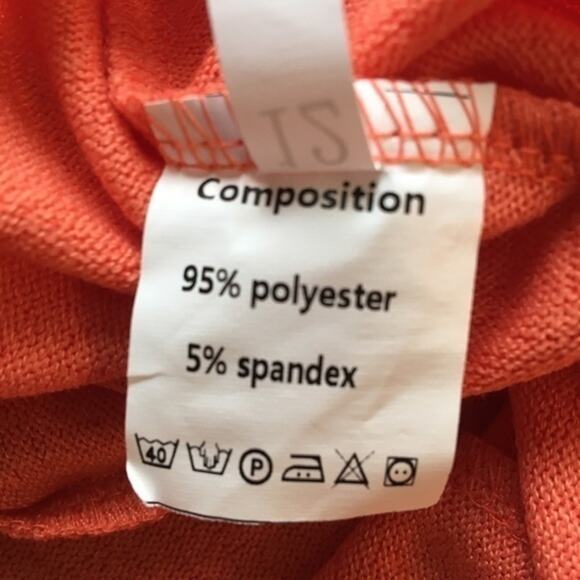 Composition
95% polyester
5% spandex
40 P